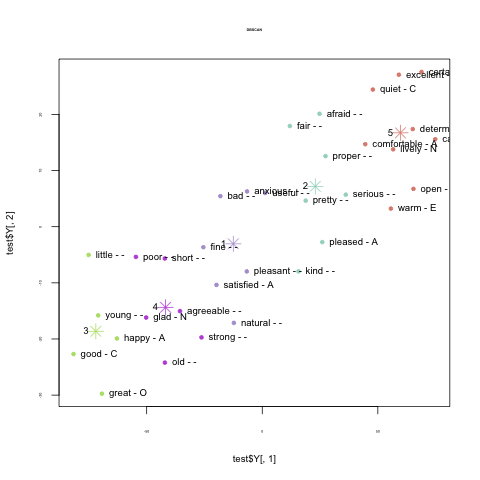 DBSCAN
excellent
quiet - C
afraid - -
fair - -
5
determ
comfortable - A
lively - N
proper - -
2
anxious
useful - -
bad - -
serious - -
open -
pretty - -
warm - E
1
fine - -
pleased - A
little - -
poor - -
short - -
pleasant - -
kind - -
satisfied - A
4
agreeable - -
young - -
glad - N
natural - -
3
happy - A
strong - -
good - C
old - -
great - O
test$Y[, 1]
test$Y[, 2]